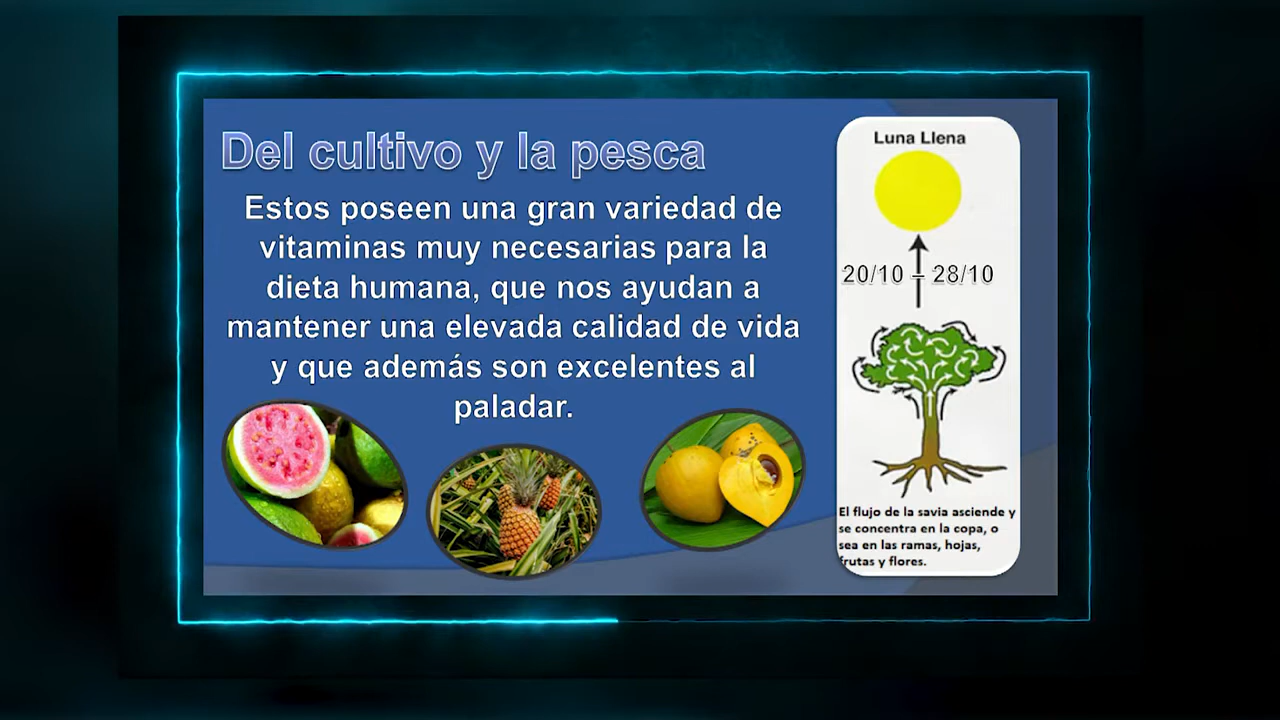 Del cultivo y la pesca
Estos poseen una gran variedad de
vitaminas muy necesarias para la
dieta humana, que nos ayudan a
mantener una elevada calidad de vida
y que además son excelentes al
paladar.
Luna Llena
20/10 – 28/10
El flujo de la savia asciende y
se concentra en la copa, o
sea en las ramas, hojas,
frutas y flores.